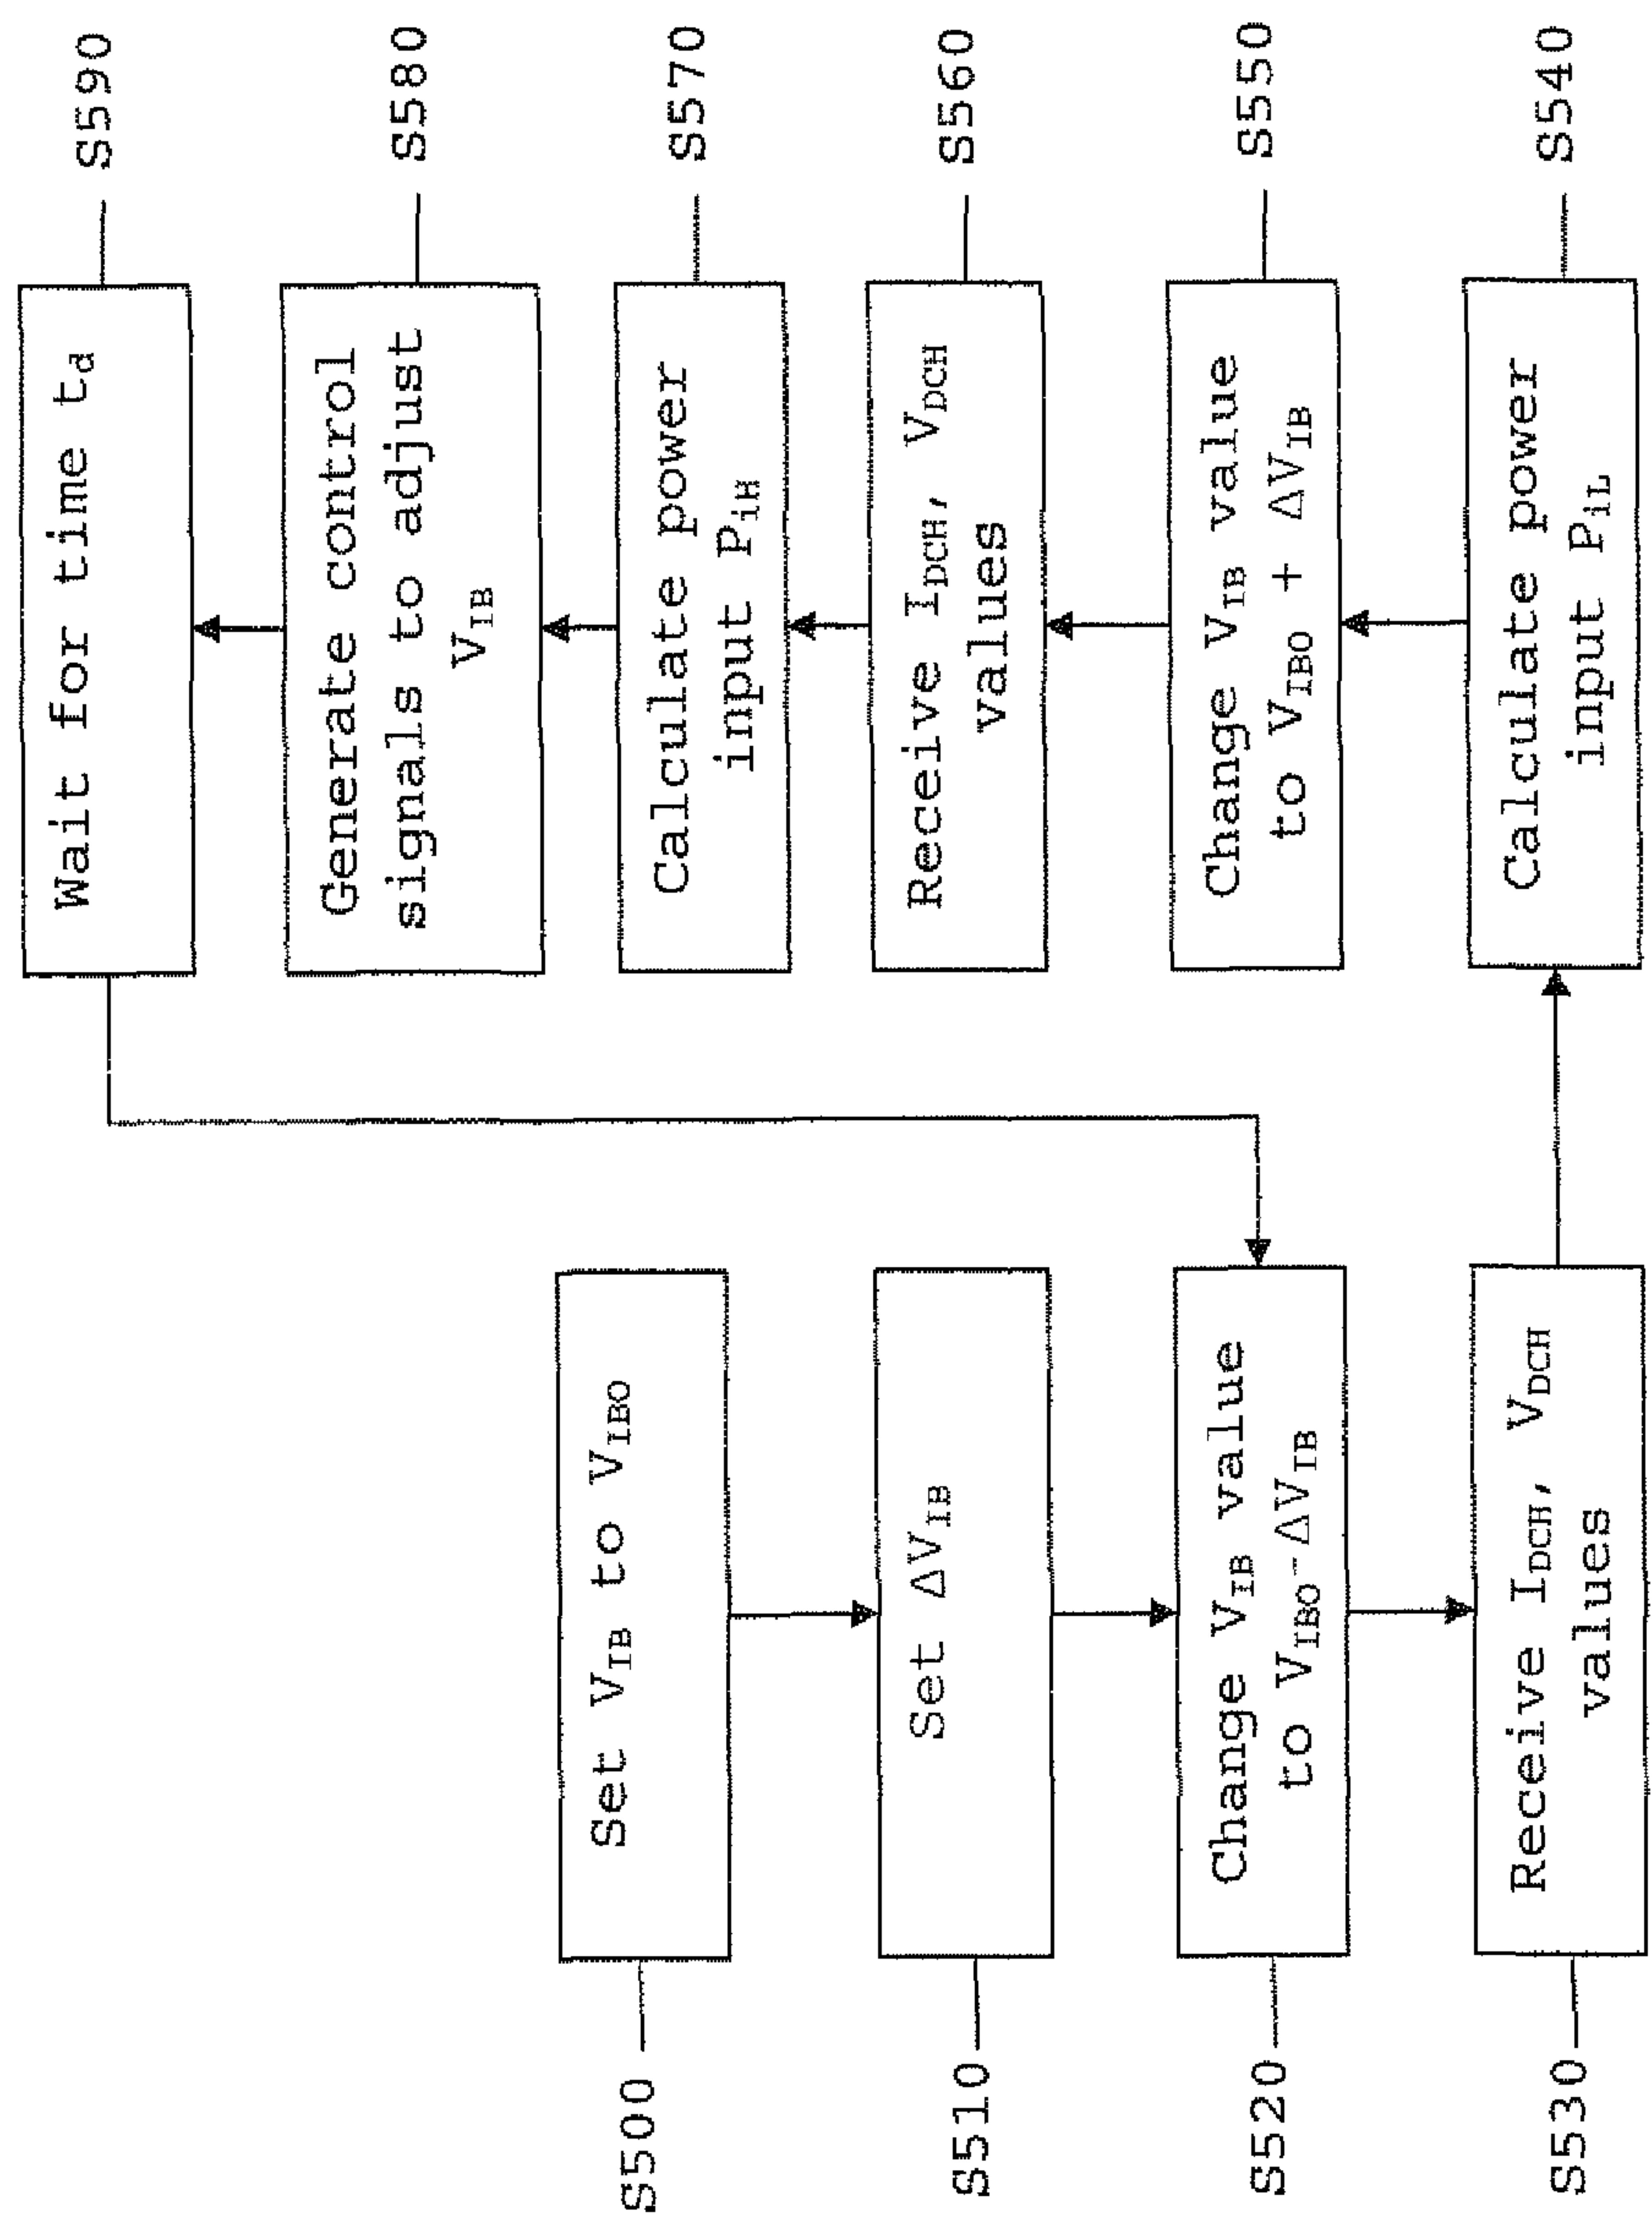 S500
Set V_IB to V_IBO
S510
Set ΔV_IB
S520
Change V_IB value
to V_IBO-ΔV_IB
S530
Receive I_DCH, V_DCH
values
S540
Calculate power
input P_iL
S550
Change V_IB value
to V_IBO + ΔV_IB
S560
Receive I_DCH, V_DCH
values
S570
Calculate power
input P_iH
S580
Generate control
signals to adjust
V_IB
S590
Wait for time t_d